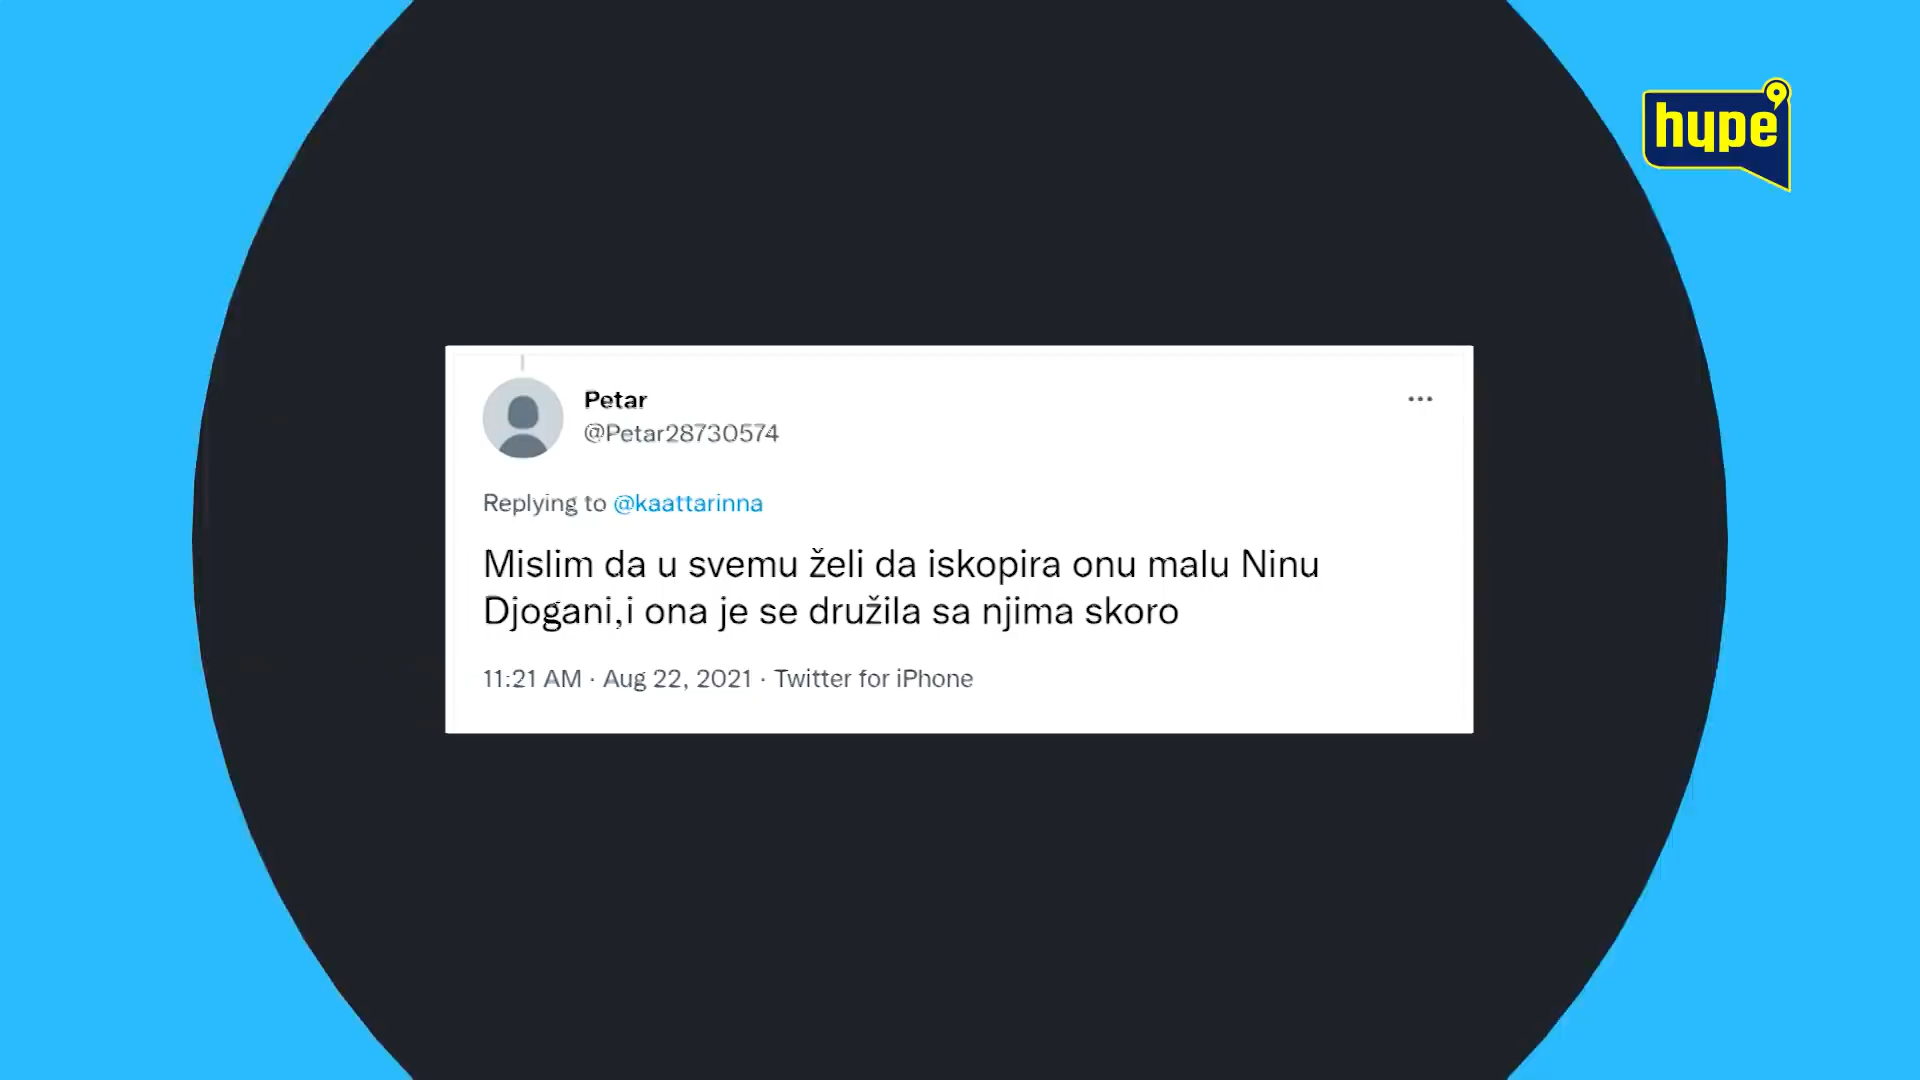 hype
Petar
@Petar28730574
Replying to @kaattarinna
Mislim da u svemu želi da iskopira onu malu Ninu
Djogani,i ona je se družila sa njima skoro
11:21 AM · Aug 22, 2021 · Twitter for iPhone